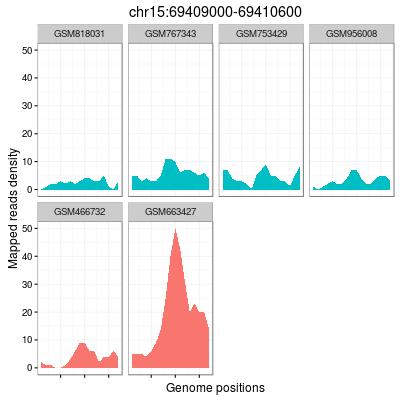 chr15:69409000-69410600
GSM818031 GSM767343 GSM753429 GSM956008
50
40
30
20
10
0
Mapped reads density
GSM466732 GSM663427
50
40
30
20
10
0
Genome positions